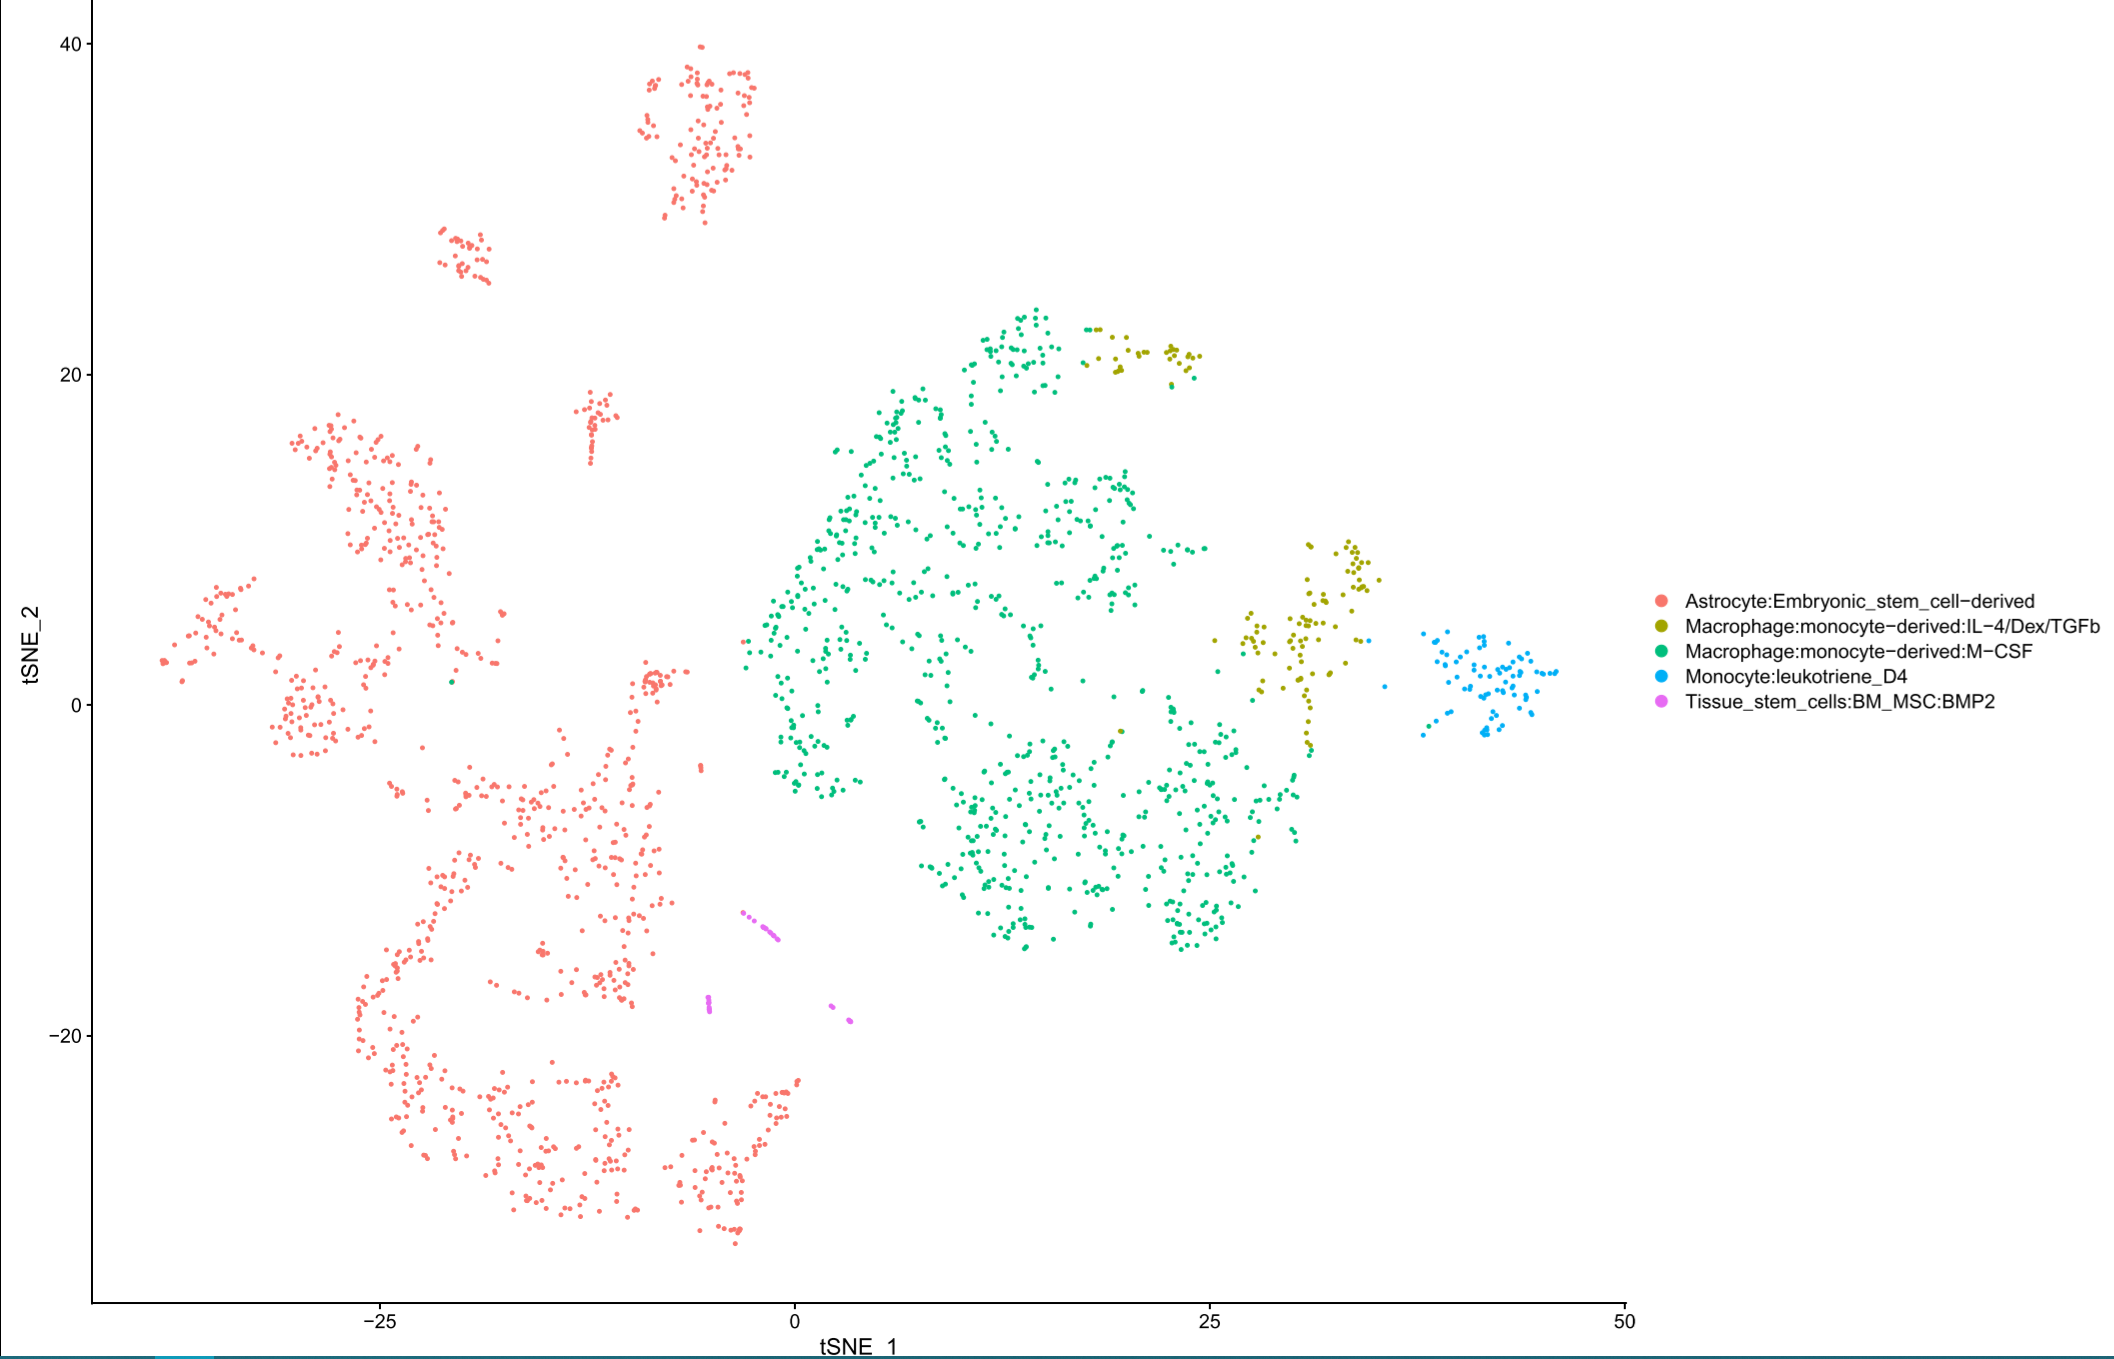 40
20
0
−20
tSNE_2
−25
0
25
50
tSNE_1
Astrocyte:Embryonic_stem_cell−derived
Macrophage:monocyte−derived:IL−4/Dex/TGFb
Macrophage:monocyte−derived:M−CSF
Monocyte:leukotriene_D4
Tissue_stem_cells:BM_MSC:BMP2